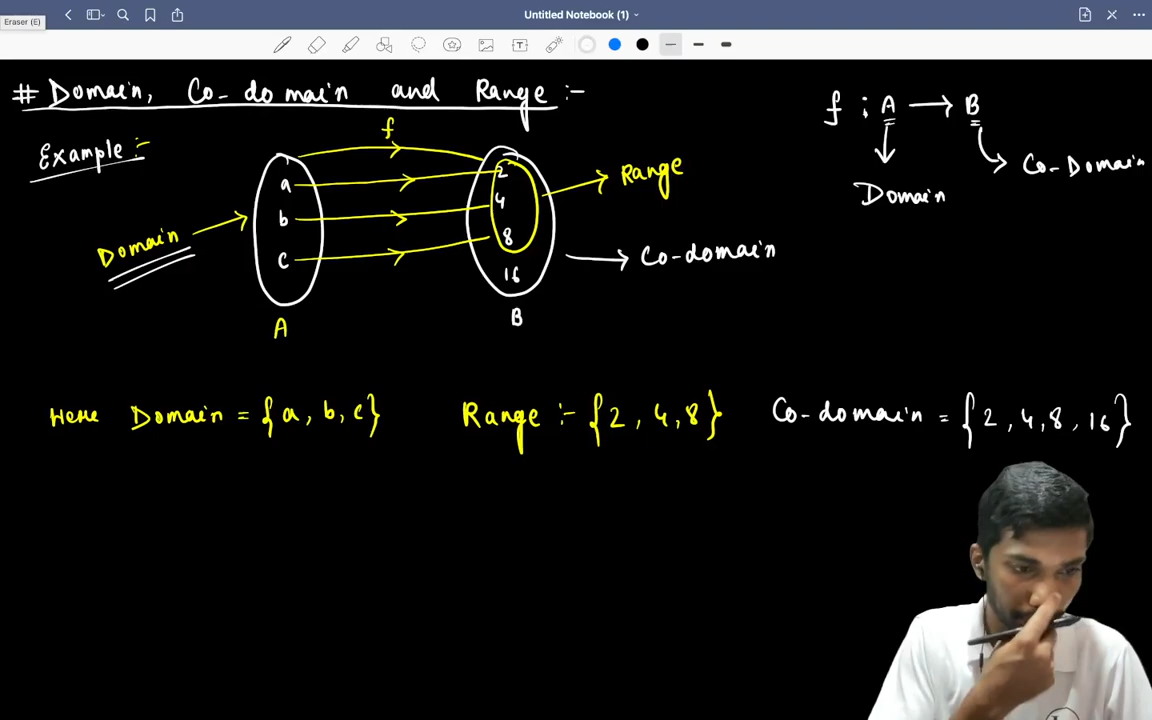 Eraser (E)
Untitled Notebook (1)
# Domain, Co-domain and Range :-
f : A → B
Example :-
f
Co-Domain
Domain
a
b
c
2
4
8
16
Range
Domain
Co-domain
A
B
Here Domain = {a, b, c}
Range :- {2, 4, 8}
Co-domain = {2, 4, 8, 16}